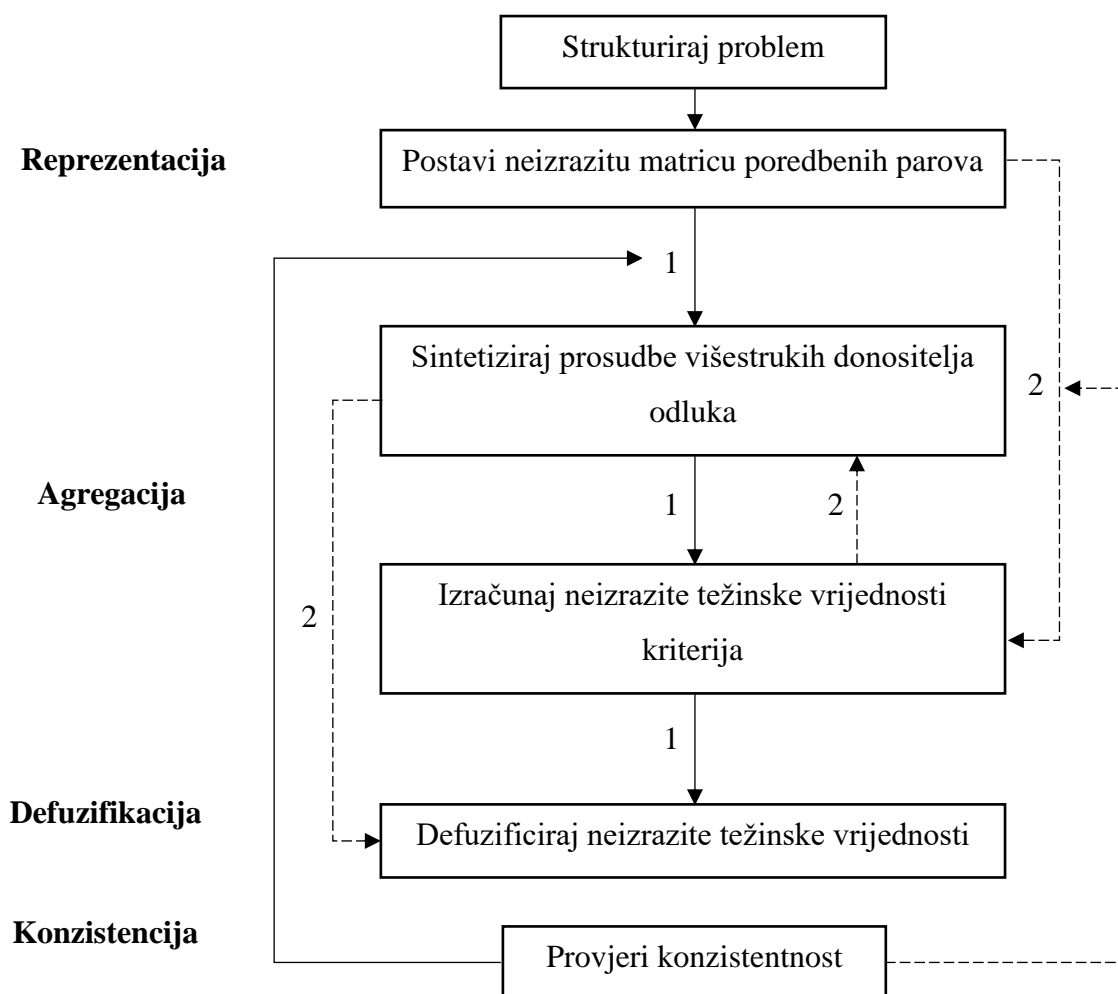 Strukturiraj problem
Reprezentacija
Postavi neizrazitu matricu poredbenih parova
1
Sintetiziraj prosudbe višestrukih donositelja
odluka
2
Agregacija
1
2
Izračunaj neizrazite težinske vrijednosti
kriterija
2
1
Defuzifikacija
Defuzificiraj neizrazite težinske vrijednosti
Konzistencija
Provjeri konzistentnost